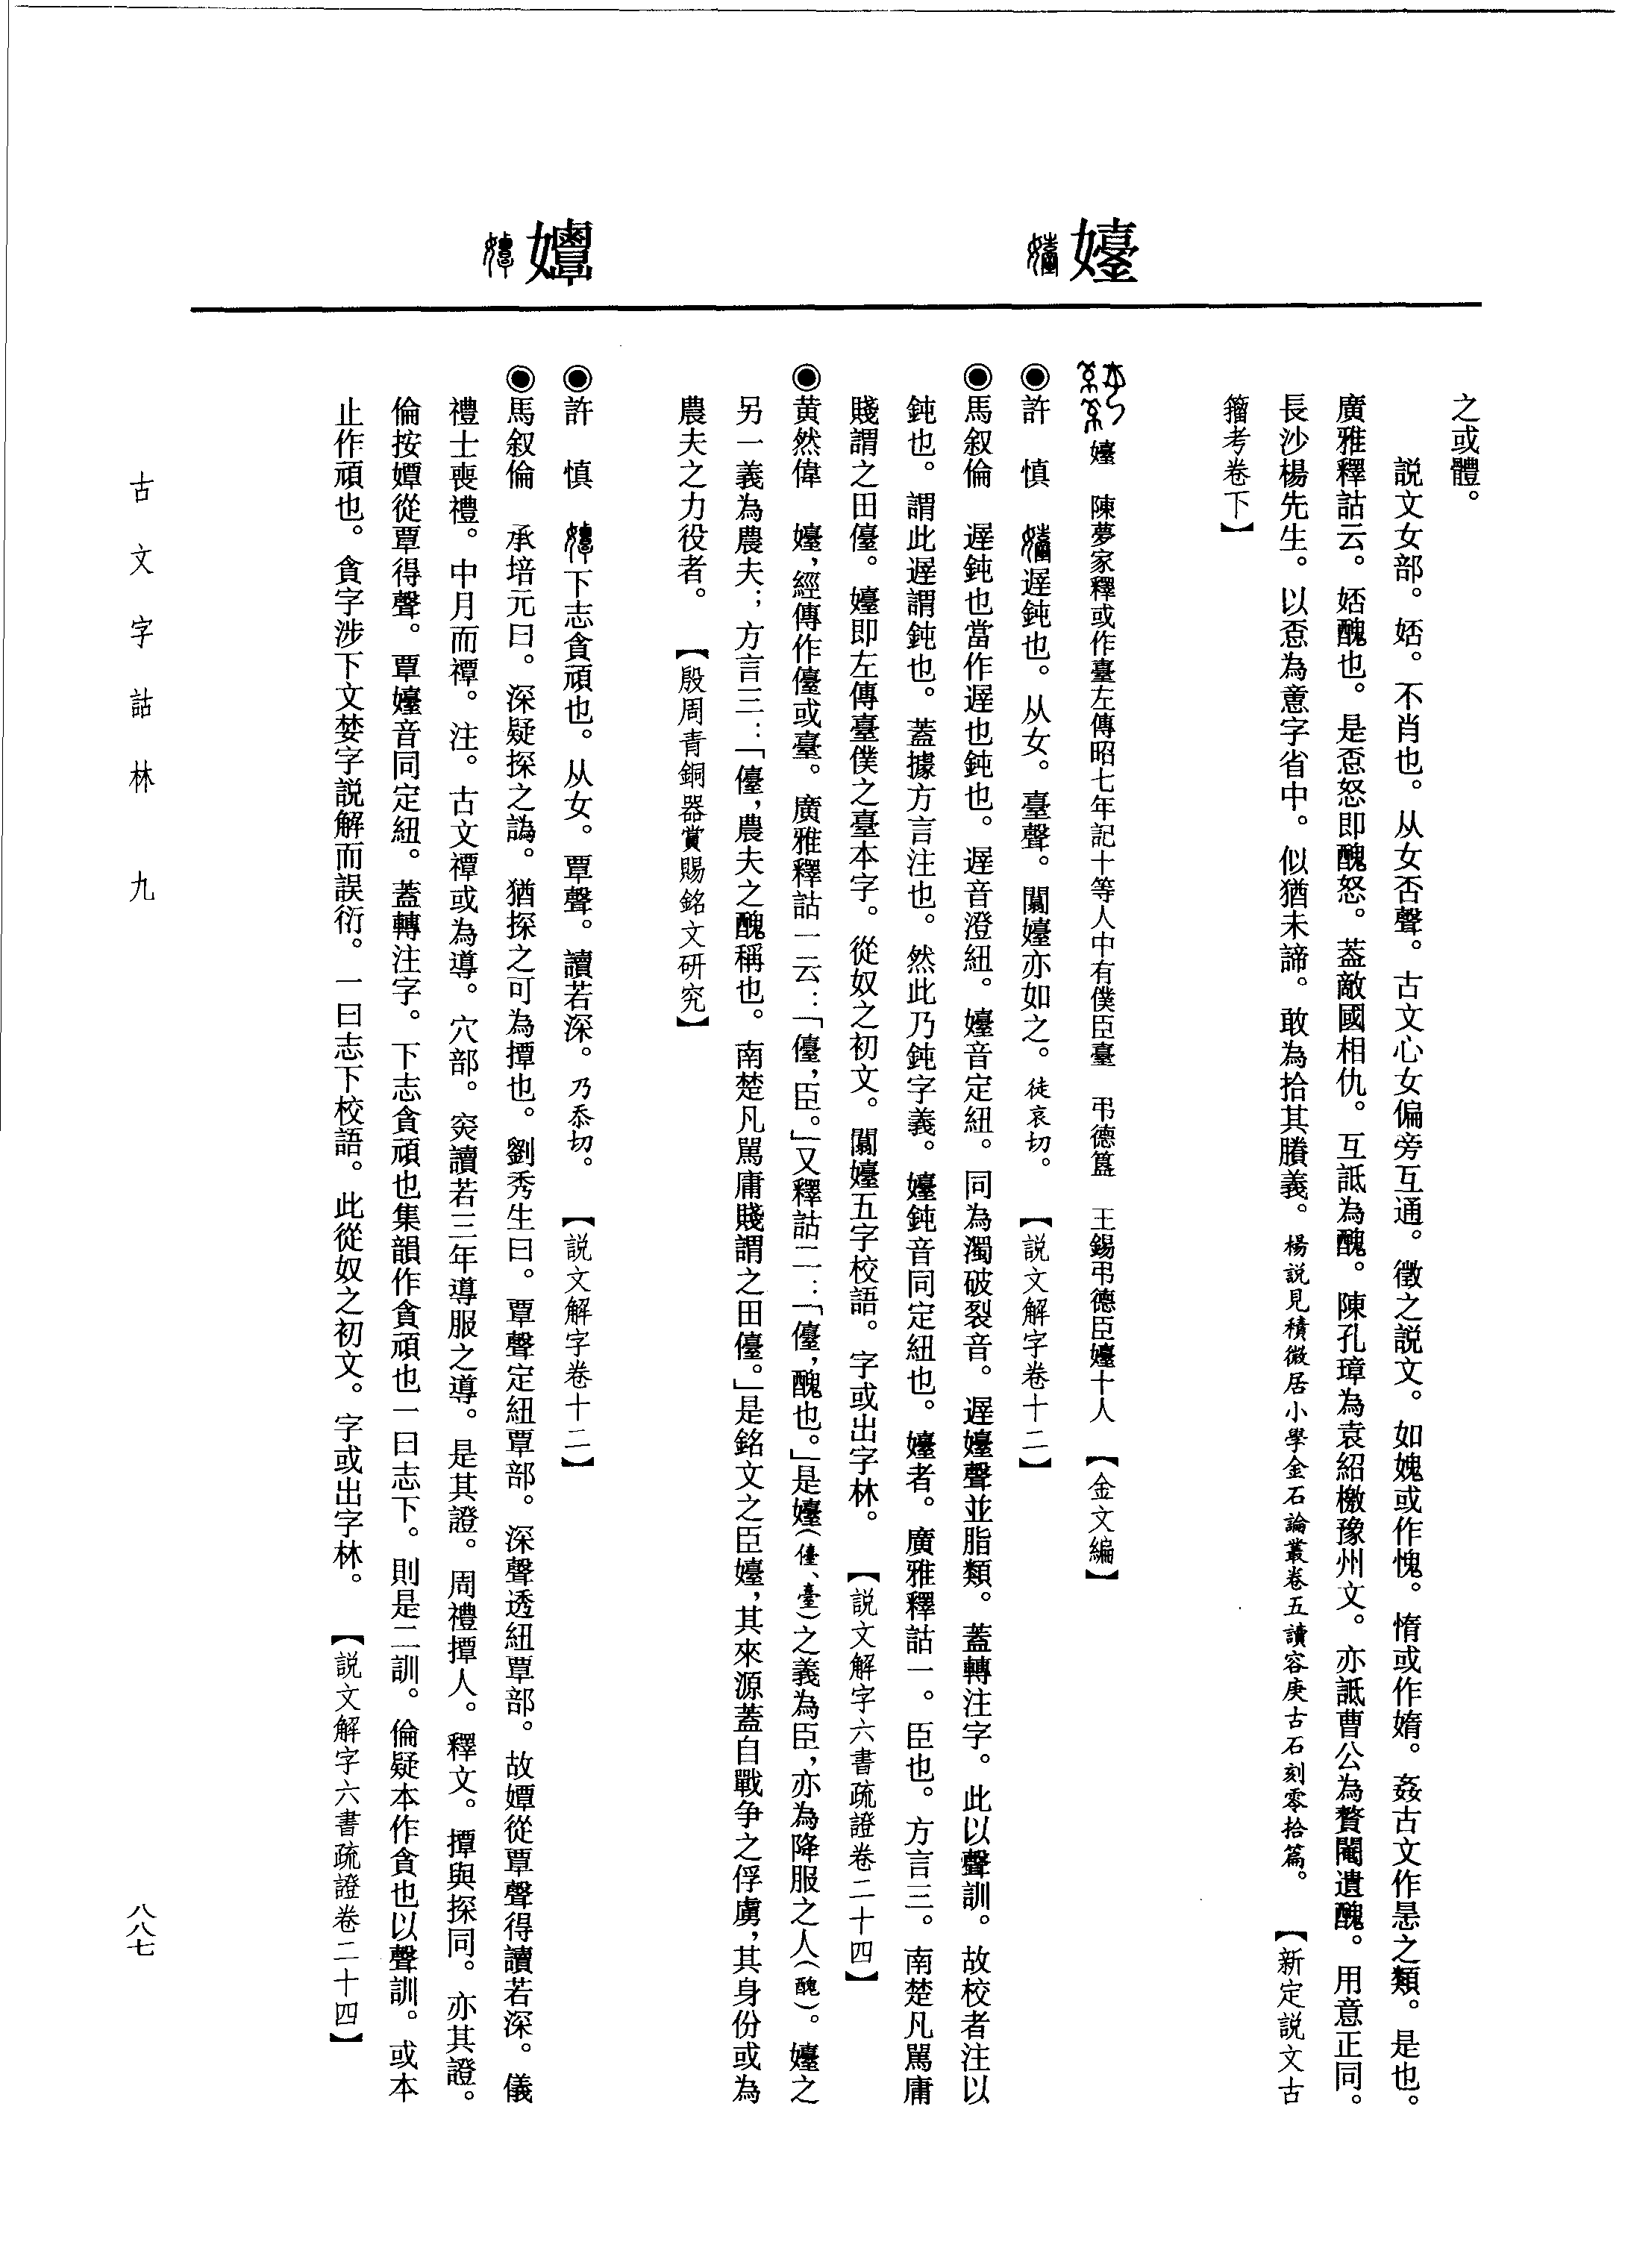 之或體。
説文女部。娝。不肖也。从女否聲。古文心女偏旁互通。徵之説文。如媿或作愧。惰或作媠。姦古文作悬之類。是也。
廣雅釋詁云。娝醜也。是否怒即醜怒。葢敵國相仇。互詆為醜。陳孔璋為袁紹檄豫州文。亦詆曹公為贅閹遺醜。用意正同。
長沙楊先生。以否為意字省中。似猶未諦。敢為拾其賸義。楊説見積微居小學金石論叢卷五讀容庚古石刻零拾篇。【新定説文古
籀考卷下】
嬯
嬯 陳夢家釋或作臺左傳昭七年記十等人中有僕臣臺 弔德簋 王錫弔德臣嬯十人【金文編】
◉許 慎 遲鈍也。从女。臺聲。闒嬯亦如之。徒哀切。【説文解字卷十二】
◉馬叙倫 遲鈍也當作遲也鈍也。遲音澄紐。嬯音定紐。同為濁破裂音。遲嬯聲並脂類。蓋轉注字。此以聲訓。故校者注以
鈍也。謂此遲謂鈍也。蓋據方言注也。然此乃鈍字義。嬯鈍音同定紐也。嬯者。廣雅釋詁一。臣也。方言三。南楚凡罵庸
賤謂之田儓。嬯即左傳臺僕之臺本字。從奴之初文。闒嬯五字校語。字或出字林。【説文解字六書疏證卷二十四】
◉黄然偉 嬯，經傳作儓或臺。廣雅釋詁一云：「儓，臣。」又釋詁二：「儓，醜也。」是嬯（儓、臺）之義為臣，亦為降服之人（醜）。嬯之
另一義為農夫；方言三：「儓，農夫之醜稱也。南楚凡罵庸賤謂之田儓。」是銘文之臣嬯，其來源蓋自戰争之俘虜，其身份或為
農夫之力役者。【殷周青銅器賞賜銘文研究】
嬋
◉許 慎 下志貪頑也。从女。覃聲。讀若深。乃忝切。【説文解字卷十二】
◉馬叙倫 承培元曰。深疑探之譌。猶探之可為撢也。劉秀生曰。覃聲定紐覃部。深聲透紐覃部。故嬋從覃聲得讀若深。儀
禮士喪禮。中月而禫。注。古文禫或為導。穴部。突讀若三年導服之導。是其證。周禮撢人。釋文。撢與探同。亦其證。
倫按嬋從覃得聲。覃嬯音同定紐。蓋轉注字。下志貪頑也集韻作貪頑也一曰志下。則是二訓。倫疑本作貪也以聲訓。或本
止作頑也。貪字涉下文婪字説解而誤衍。一曰志下校語。此從奴之初文。字或出字林。【説文解字六書疏證卷二十四】
古文字詁林 九
八八七